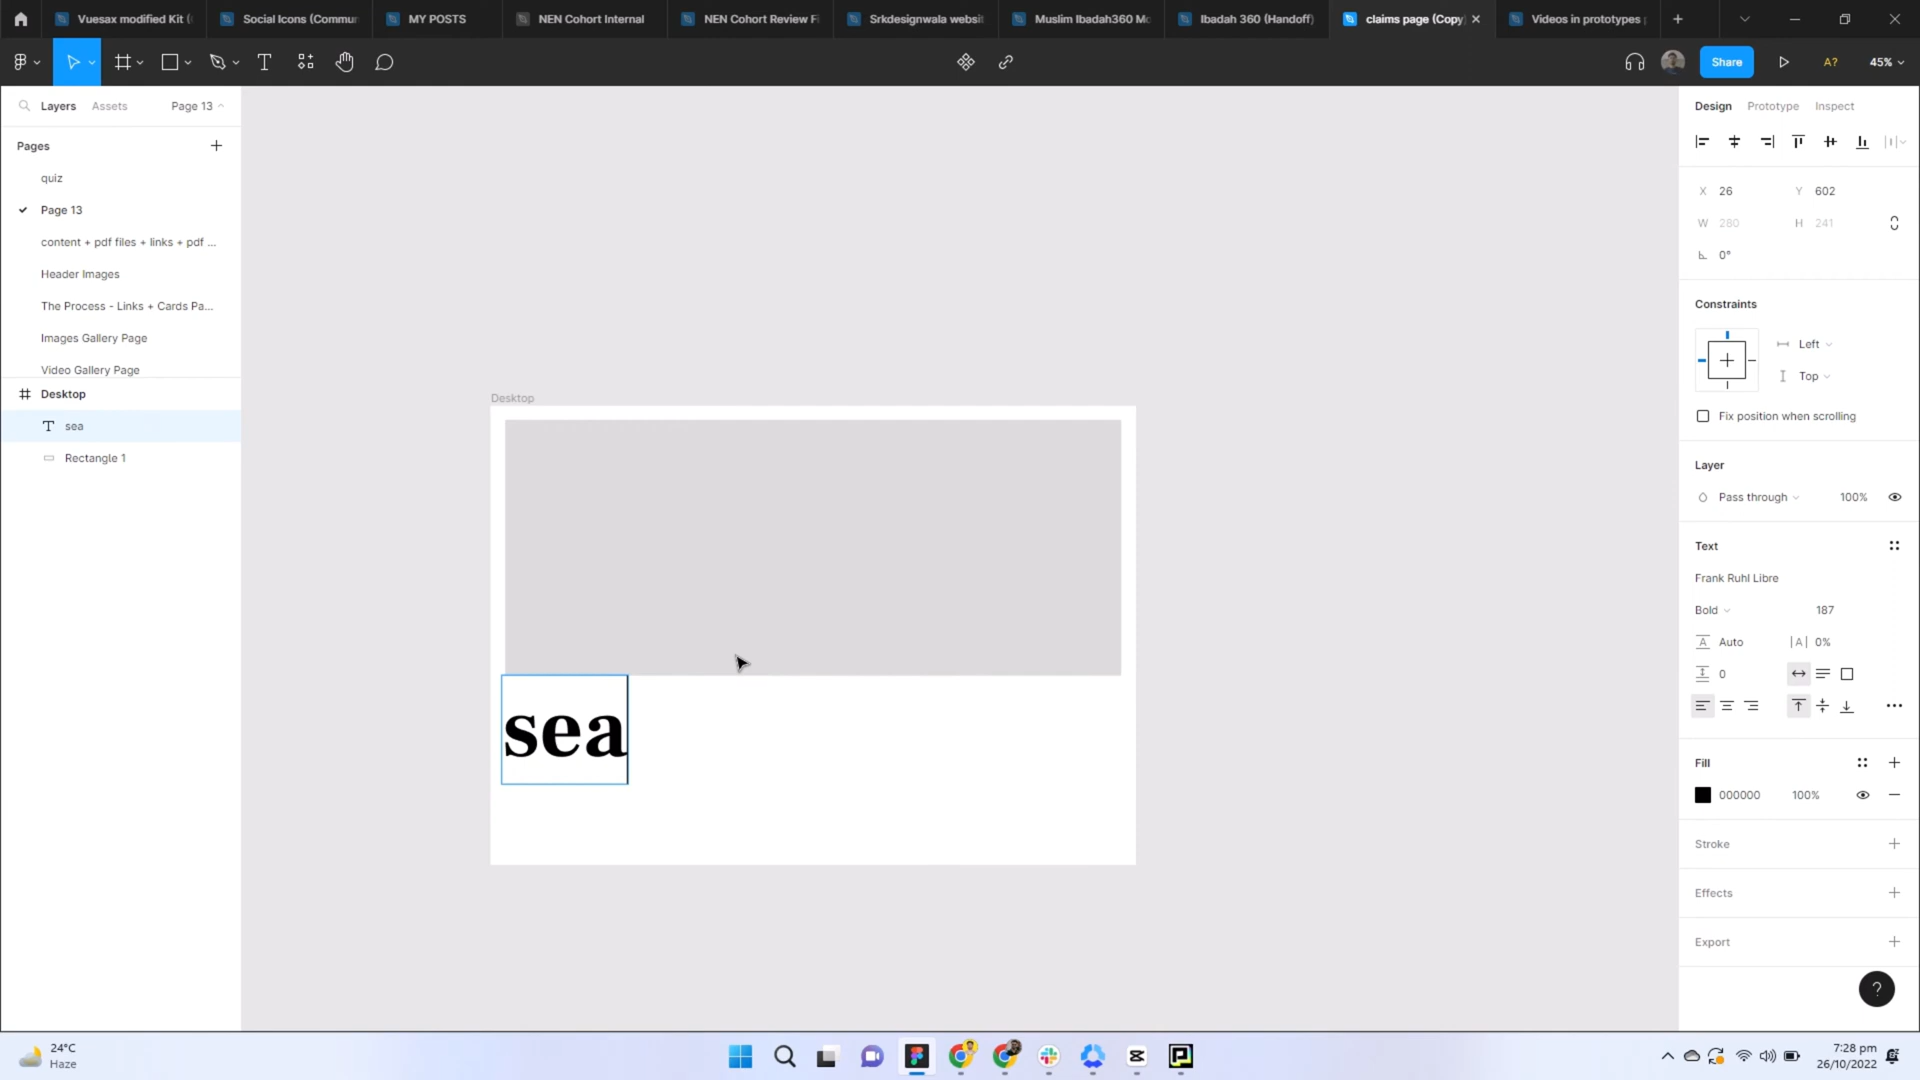 Vuesax modified Kit (
Social Icons (Commun
MY POSTS
NEN Cohort Internal
NEN Cohort Review Fi
Srkdesignwala websit
Muslim Ibadah360 Mo
Ibadah 360 (Handoff)
claims page (Copy)
Videos in prototypes
Share
A?
45%
Layers
Assets
Page 13
Design
Prototype
Inspect
Pages
quiz
Page 13
content + pdf files + links + pdf ...
Header Images
The Process - Links + Cards Pa...
Images Gallery Page
Video Gallery Page
Desktop
sea
Rectangle 1
Desktop
sea
X 26
Y 602
W 280
H 241
0°
Constraints
Left
Top
Fix position when scrolling
Layer
Pass through
100%
Text
Frank Ruhl Libre
Bold
187
A Auto
|A| 0%
0
Fill
000000
100%
Stroke
Effects
Export
?
24°C
Haze
7:28 pm
26/10/2022